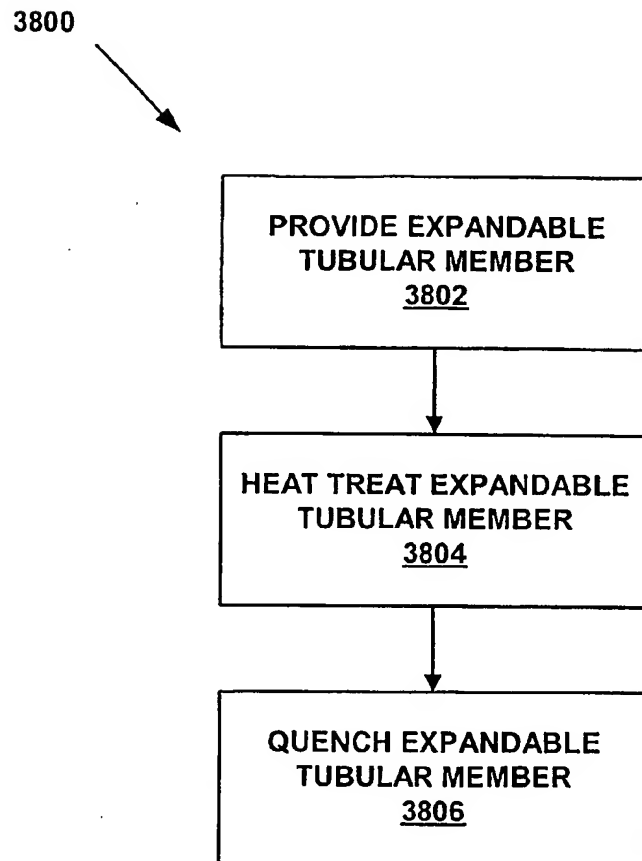 3800
PROVIDE EXPANDABLE
TUBULAR MEMBER
3802
HEAT TREAT EXPANDABLE
TUBULAR MEMBER
3804
QUENCH EXPANDABLE
TUBULAR MEMBER
3806